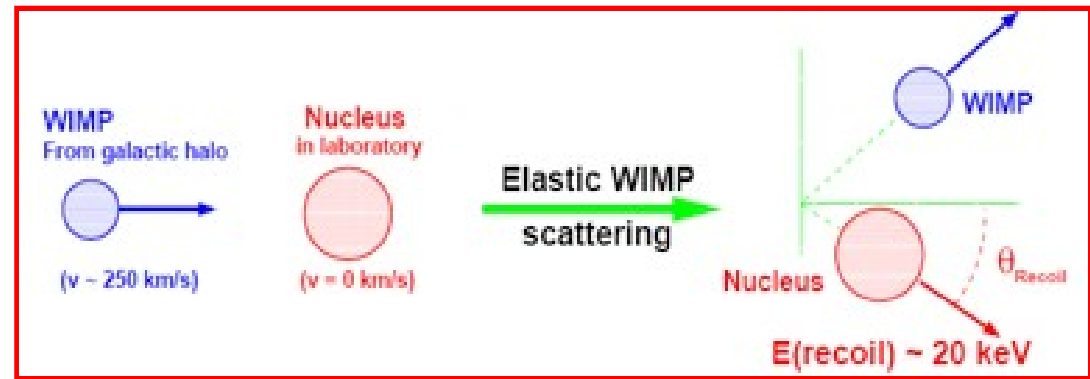 WIMP
From galactic halo
(v ~ 250 km/s)
Nucleus
in laboratory
(v = 0 km/s)
Elastic WIMP
scattering
WIMP
Nucleus
θRecoil
E(recoil) ~ 20 keV